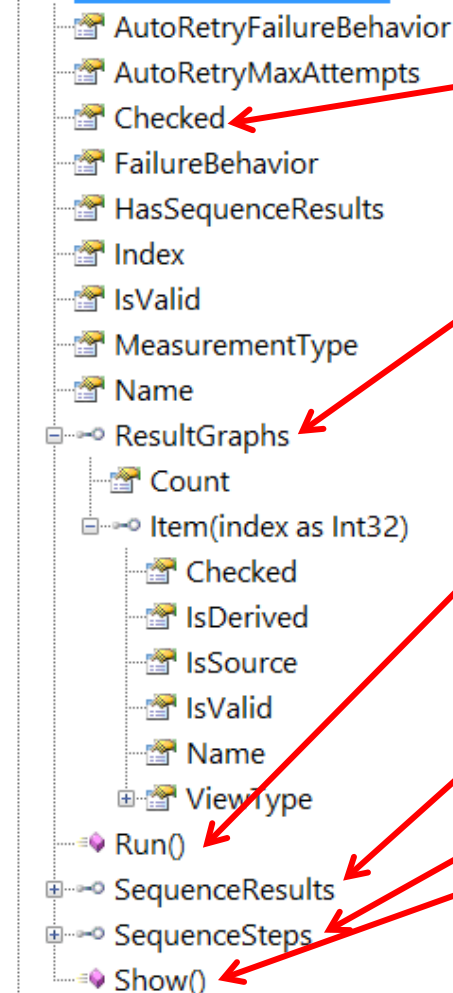 AutoRetryFailureBehavior
AutoRetryMaxAttempts
Checked
FailureBehavior
HasSequenceResults
Index
IsValid
MeasurementType
Name
ResultGraphs
Count
Item(index as Int32)
Checked
IsDerived
IsSource
IsValid
Name
ViewType
Run()
SequenceResults
SequenceSteps
Show()